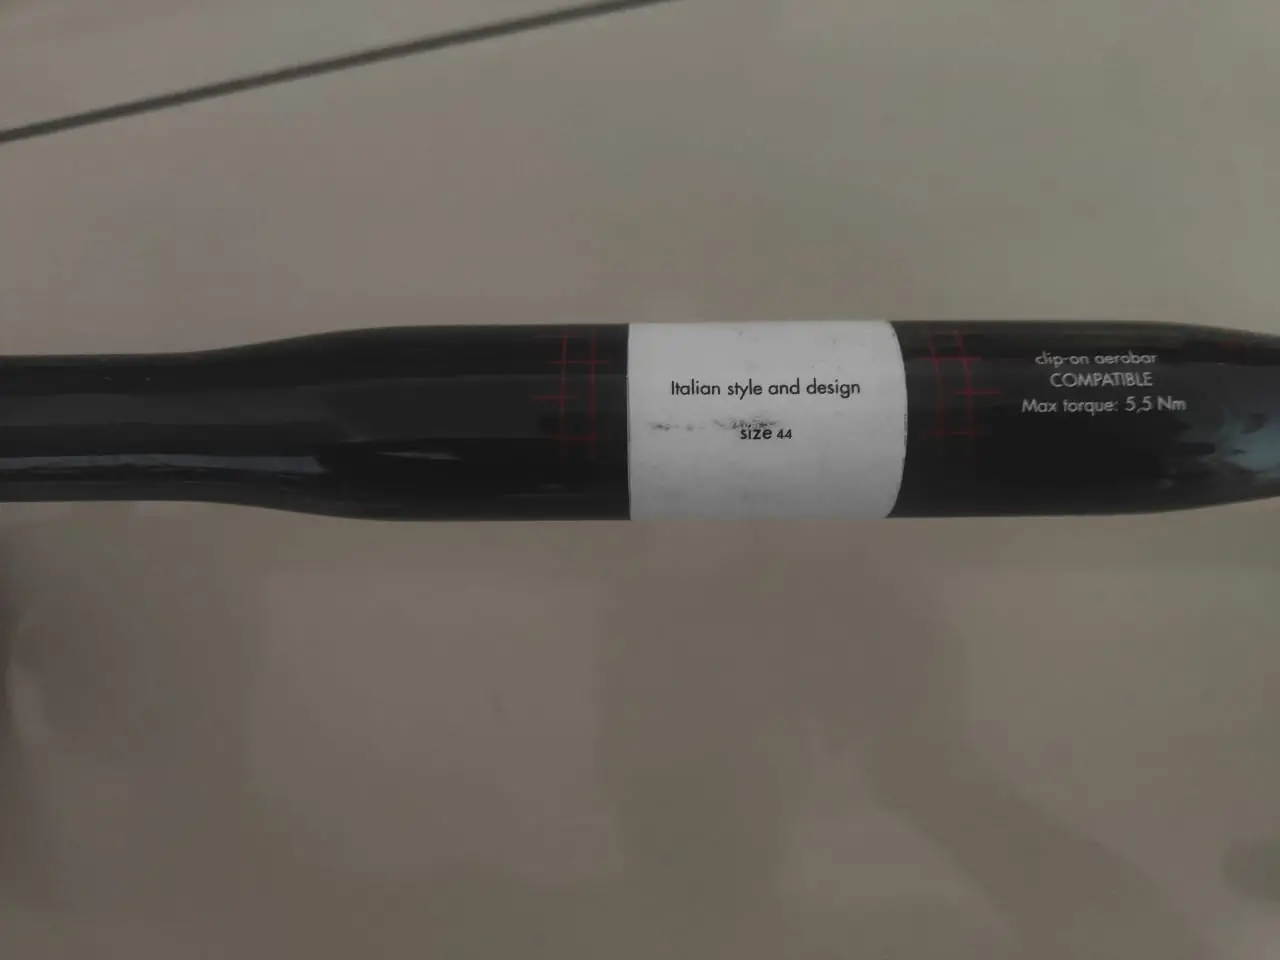 Italian style and design
size 44
clip-on aerobar
COMPATIBLE
Max torque: 5,5 Nm